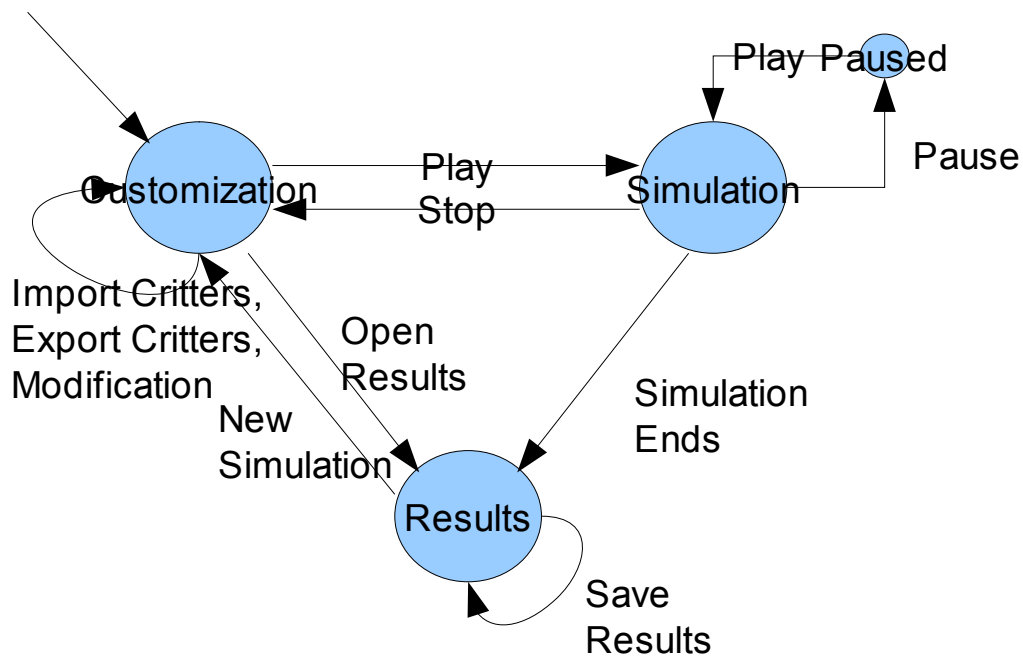 Play
Paused
Pause
Customization
Play
Stop
Simulation
Import Critters,
Export Critters,
Modification
Open
Results
New
Simulation
Simulation
Ends
Results
Save
Results